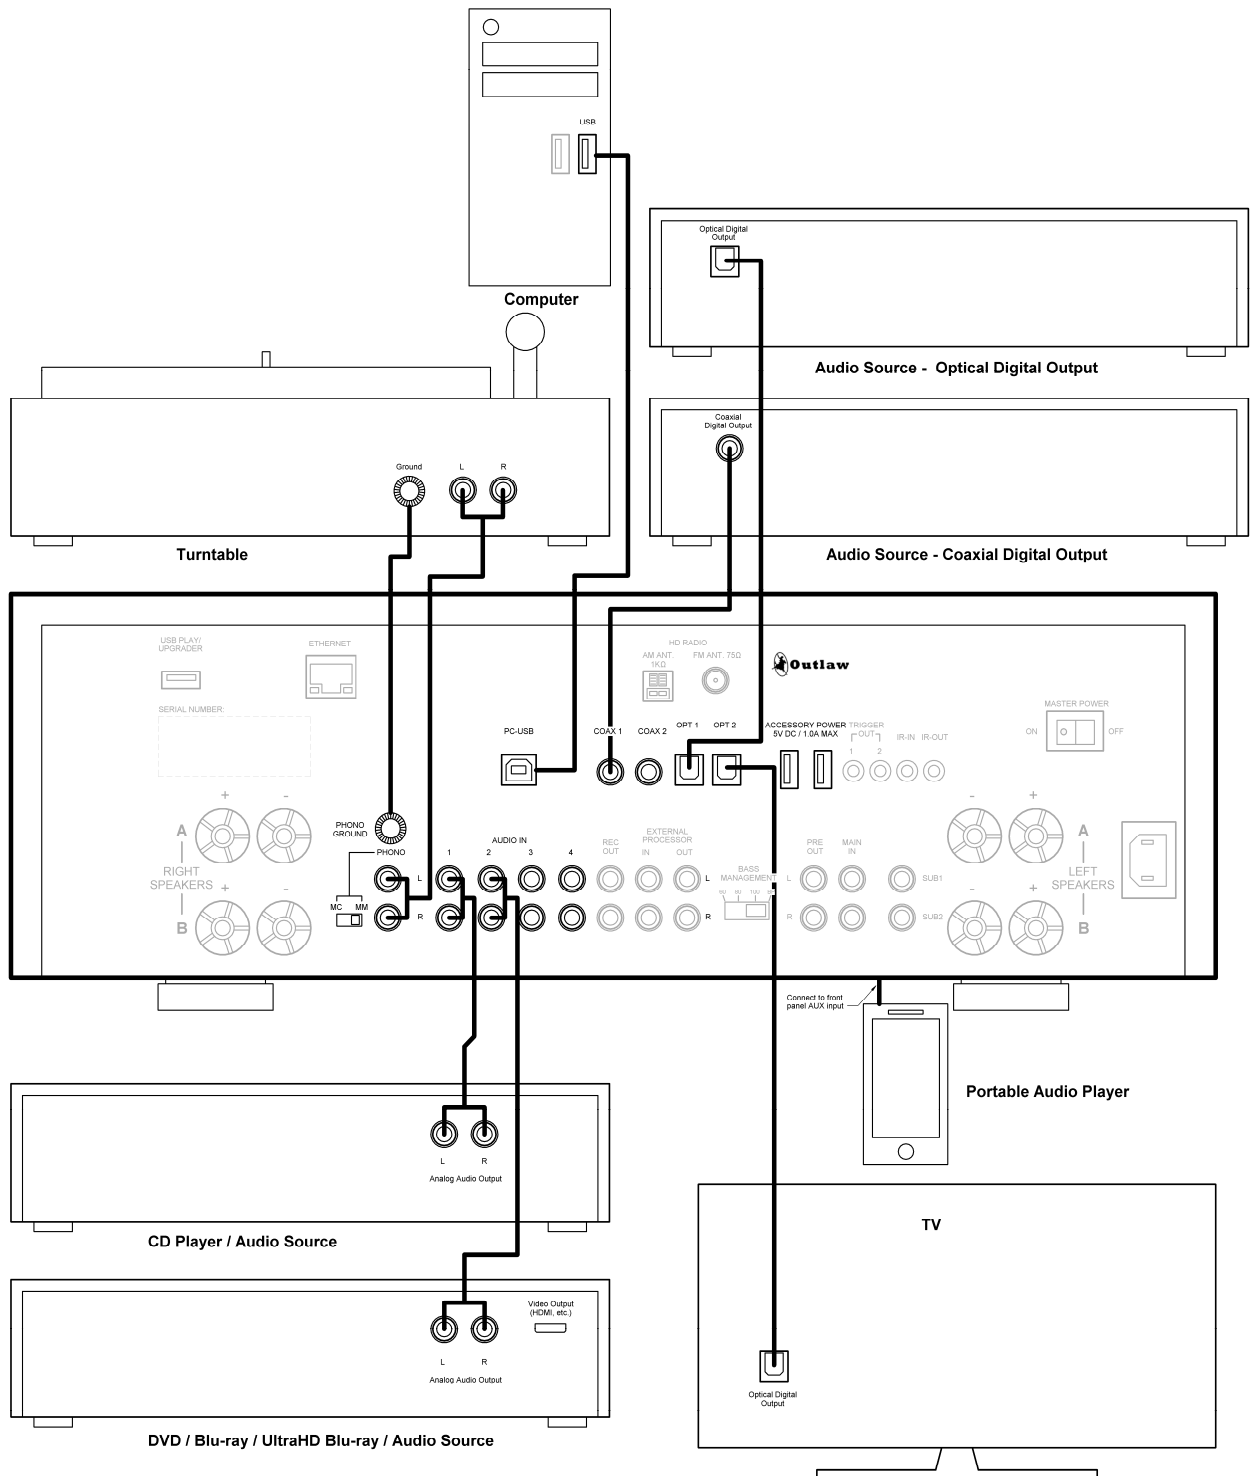 USB
Computer
Optical Digital
Output
Audio Source - Optical Digital Output
Coaxial
Digital Output
Audio Source - Coaxial Digital Output
Ground
L
R
Turntable
USB PLAY/
UPGRADER
ETHERNET
SERIAL NUMBER:
HD RADIO
AM ANT.
1KΩ
FM ANT. 75Ω
Outlaw
MASTER POWER
ON
OFF
PC-USB
COAX 1
COAX 2
OPT 1
OPT 2
ACCESSORY POWER
5V DC / 1.0A MAX
TRIGGER
OUT
1
2
IR-IN
IR-OUT
+
-
A
RIGHT
SPEAKERS
+
-
B
PHONO
GROUND
PHONO
MC
MM
L
R
AUDIO IN
1
2
3
4
REC
OUT
EXTERNAL
PROCESSOR
IN
OUT
L
R
BASS
MANAGEMENT
60
80
100
PRE
OUT
MAIN
IN
L
R
SUB1
SUB2
-
+
A
LEFT
SPEAKERS
-
+
B
Connect to front
panel AUX input
Portable Audio Player
L
R
Analog Audio Output
CD Player / Audio Source
Video Output
(HDMI, etc.)
L
R
Analog Audio Output
DVD / Blu-ray / UltraHD Blu-ray / Audio Source
TV
Optical Digital
Output